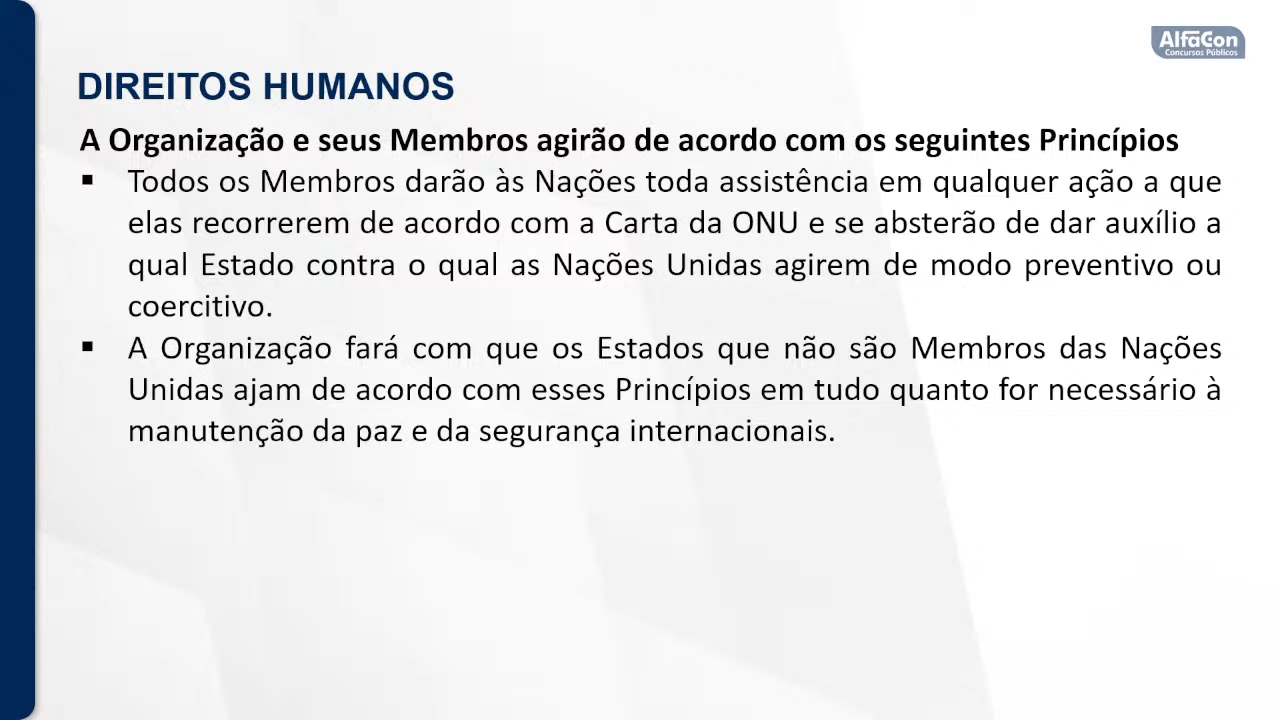 AlfaCon
Concursos Públicos
DIREITOS HUMANOS
A Organização e seus Membros agirão de acordo com os seguintes Princípios
▪ Todos os Membros darão às Nações toda assistência em qualquer ação a que
elas recorrerem de acordo com a Carta da ONU e se absterão de dar auxílio a
qual Estado contra o qual as Nações Unidas agirem de modo preventivo ou
coercitivo.
▪ A Organização fará com que os Estados que não são Membros das Nações
Unidas ajam de acordo com esses Princípios em tudo quanto for necessário à
manutenção da paz e da segurança internacionais.